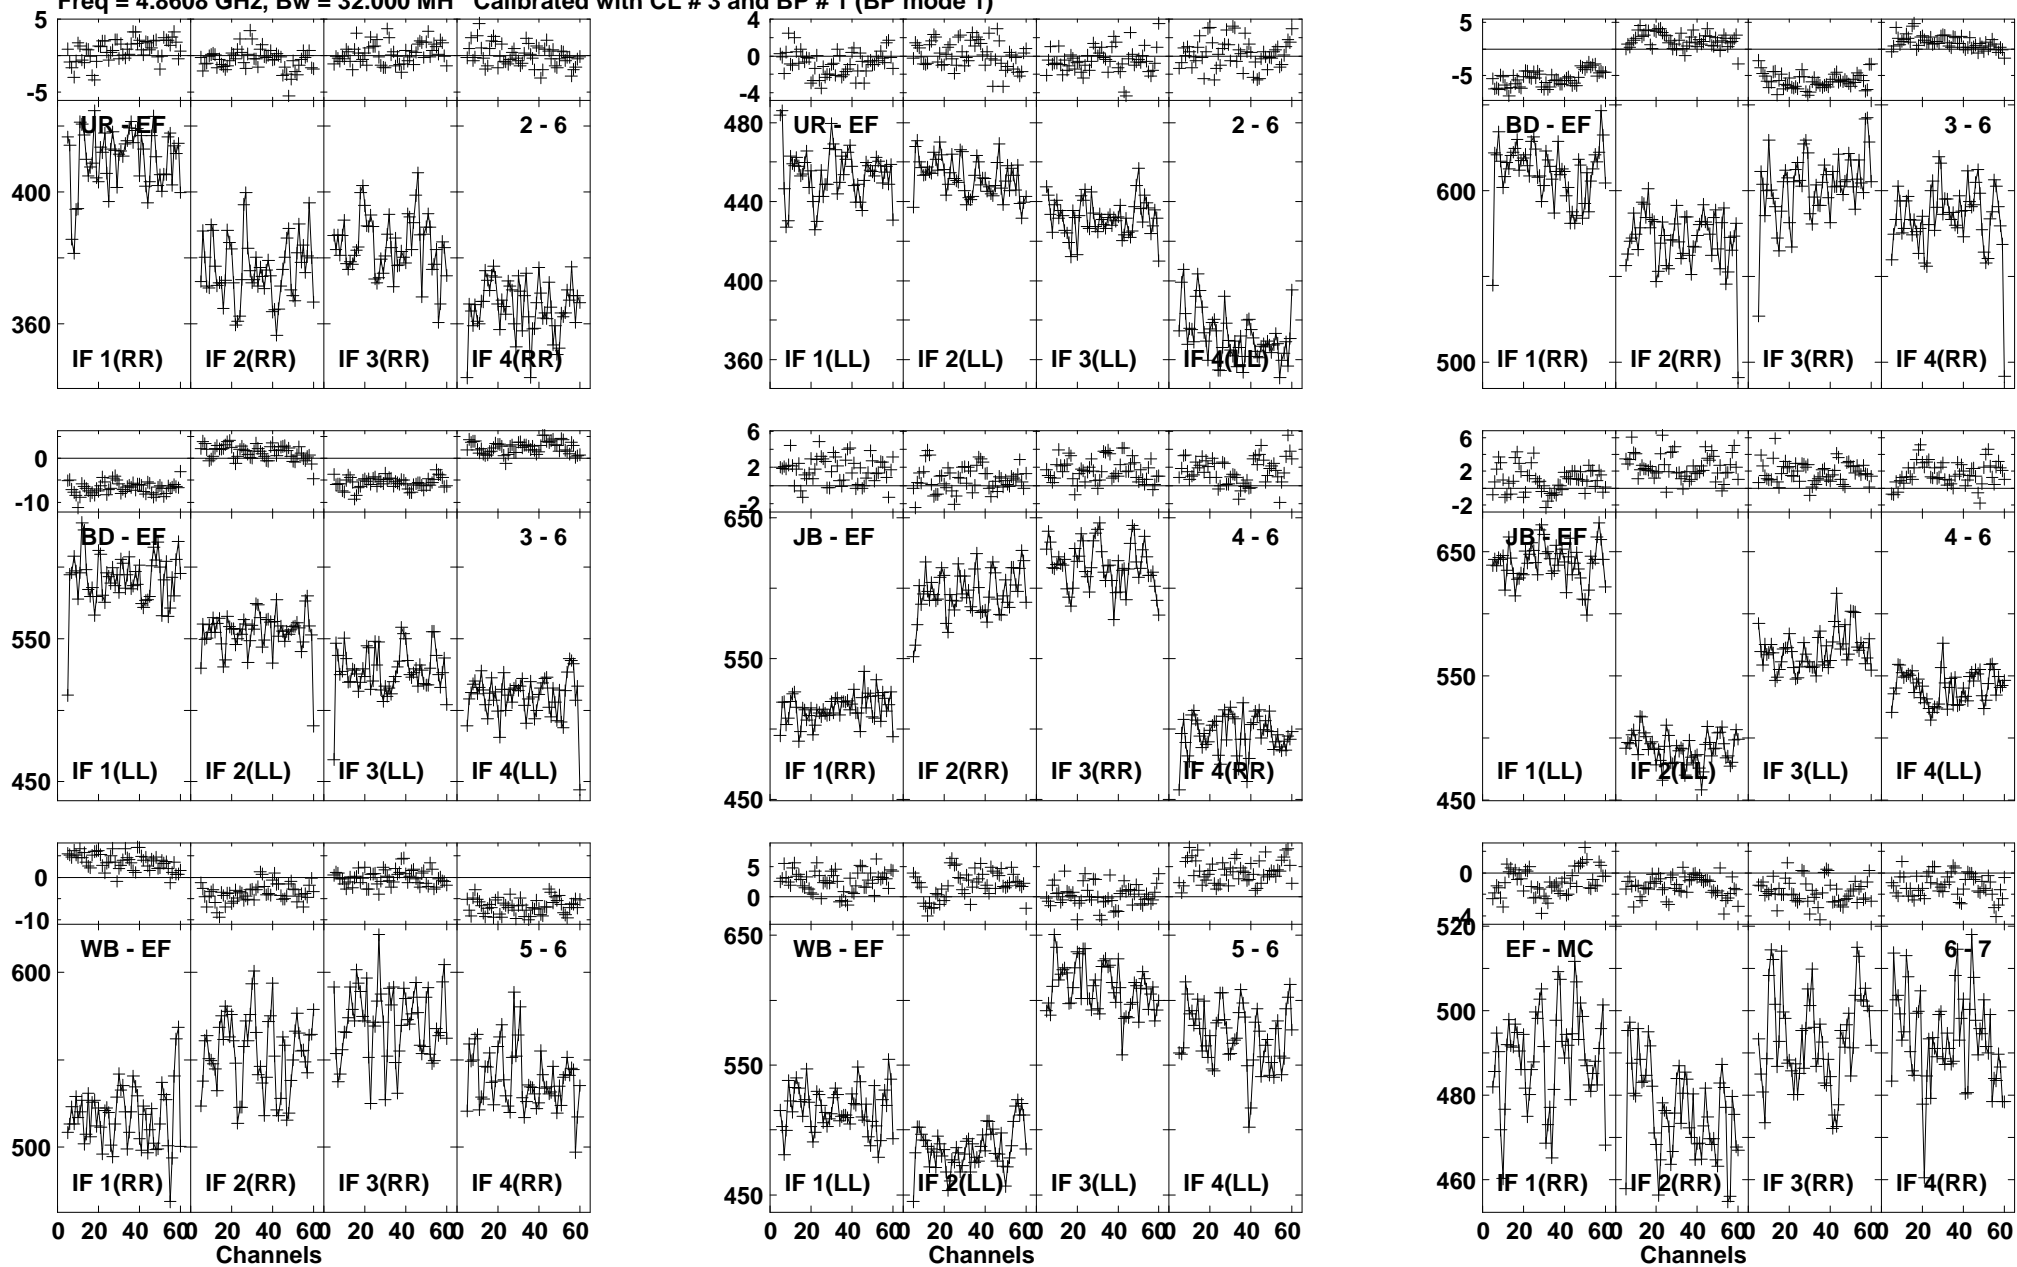 Freq = 4.8608 GHz, Bw = 32.000 MH Calibrated with CL # 3 and BP # 1 (BP mode 1)
5
-5
UR - EF 2 - 6
400
360
IF 1(RR) IF 2(RR) IF 3(RR) IF 4(RR)
4
0
-4
UR - EF 2 - 6
480
440
400
360
IF 1(LL) IF 2(LL) IF 3(LL) IF 4(LL)
5
-5
BD - EF 3 - 6
600
500
IF 1(RR) IF 2(RR) IF 3(RR) IF 4(RR)
0
-10
BD - EF 3 - 6
550
450
IF 1(LL) IF 2(LL) IF 3(LL) IF 4(LL)
6
2
-2
650
JB - EF 4 - 6
550
450
IF 1(RR) IF 2(RR) IF 3(RR) IF 4(RR)
6
2
-2
JB - EF 4 - 6
650
550
450
IF 1(LL) IF 2(LL) IF 3(LL) IF 4(LL)
0
-10
WB - EF 5 - 6
600
500
IF 1(RR) IF 2(RR) IF 3(RR) IF 4(RR)
0 20 40 60 0 20 40 60 0 20 40 60 0 20 40 60
Channels
5
0
WB - EF 5 - 6
650
550
450
IF 1(LL) IF 2(LL) IF 3(LL) IF 4(LL)
0 20 40 60 0 20 40 60 0 20 40 60 0 20 40 60
Channels
0
-4
520
EF - MC 6 - 7
500
480
460
IF 1(RR) IF 2(RR) IF 3(RR) IF 4(RR)
0 20 40 60 0 20 40 60 0 20 40 60 0 20 40 60
Channels